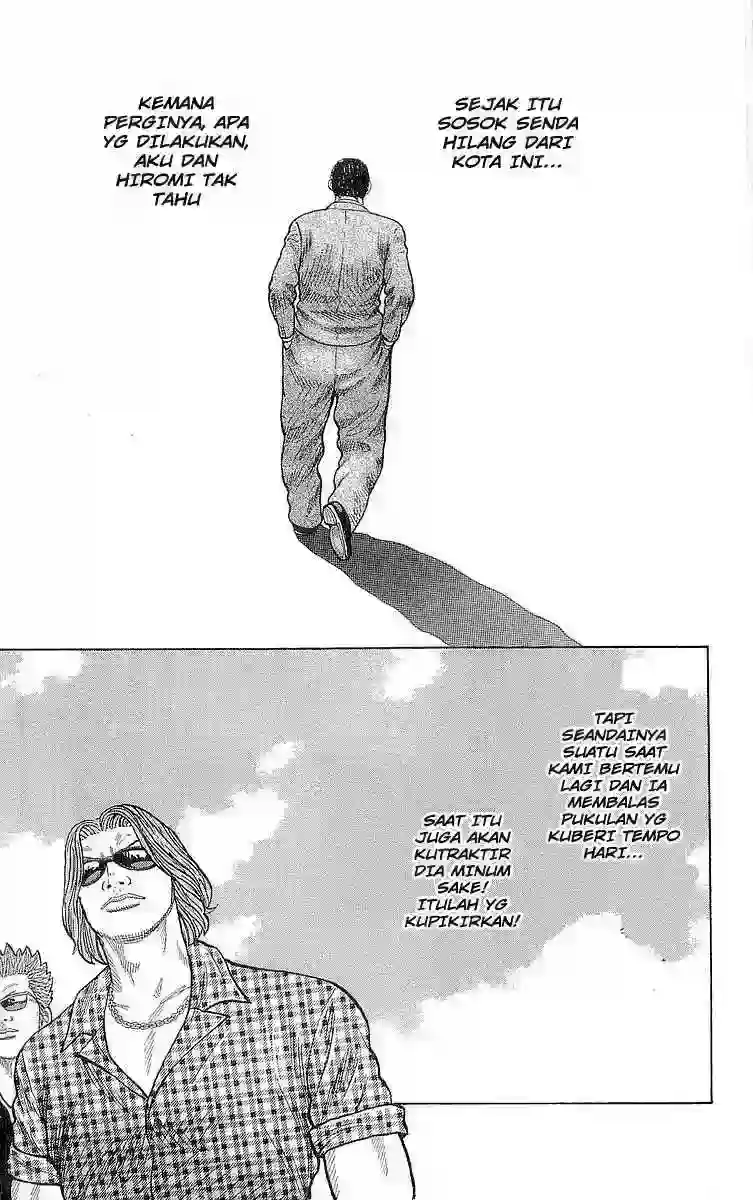 SEJAK ITU
SOSOK SENDA
HILANG DARI
KOTA INI...
KEMANA
PERGINYA, APA
YG DILAKUKAN,
AKU DAN
HIROMI TAK
TAHU
TAPI
SEANDAINYA
SUATU SAAT
KAMI BERTEMU
LAGI DAN IA
MEMBALAS
PUKULAN YG
KUBERI TEMPO
HARI...
SAAT ITU
JUGA AKAN
KUTRAKTIR
DIA MINUM
SAKE!
ITULAH YG
KUPIKIRKAN!